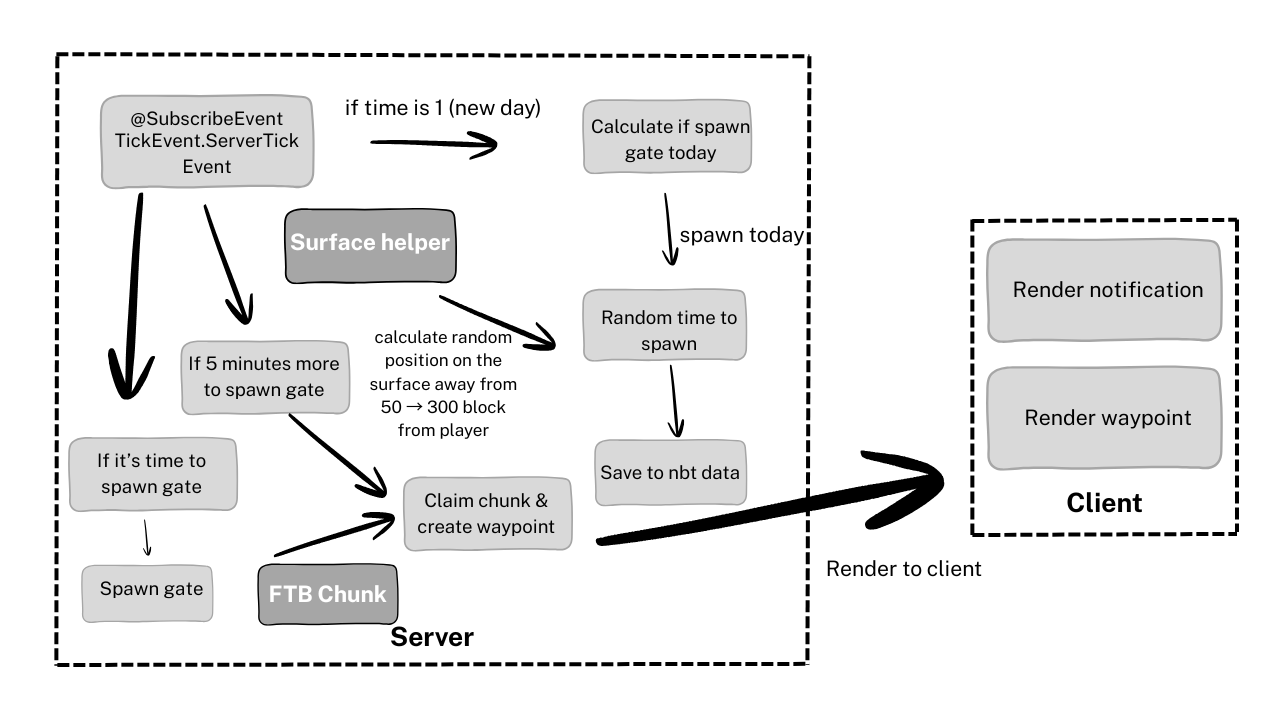 @SubscribeEvent
TickEvent.ServerTick
Event
if time is 1 (new day)
Calculate if spawn
gate today
Surface helper
spawn today
calculate random
position on the
surface away from
50 → 300 block
from player
Random time to
spawn
If 5 minutes more
to spawn gate
If it’s time to
spawn gate
Claim chunk &
create waypoint
Save to nbt data
Spawn gate
FTB Chunk
Server
Render notification
Render waypoint
Client
Render to client